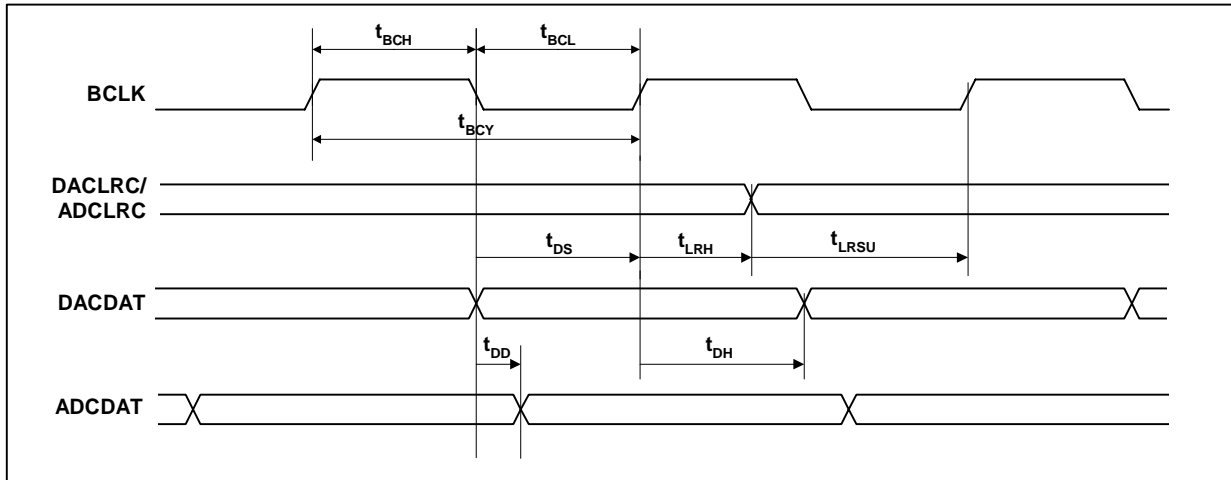 tBCH
tBCL
BCLK
tBCY
DACLRC/
ADCLRC
tDS
tLRH
tLRSU
DACDAT
tDD
tDH
ADCDAT